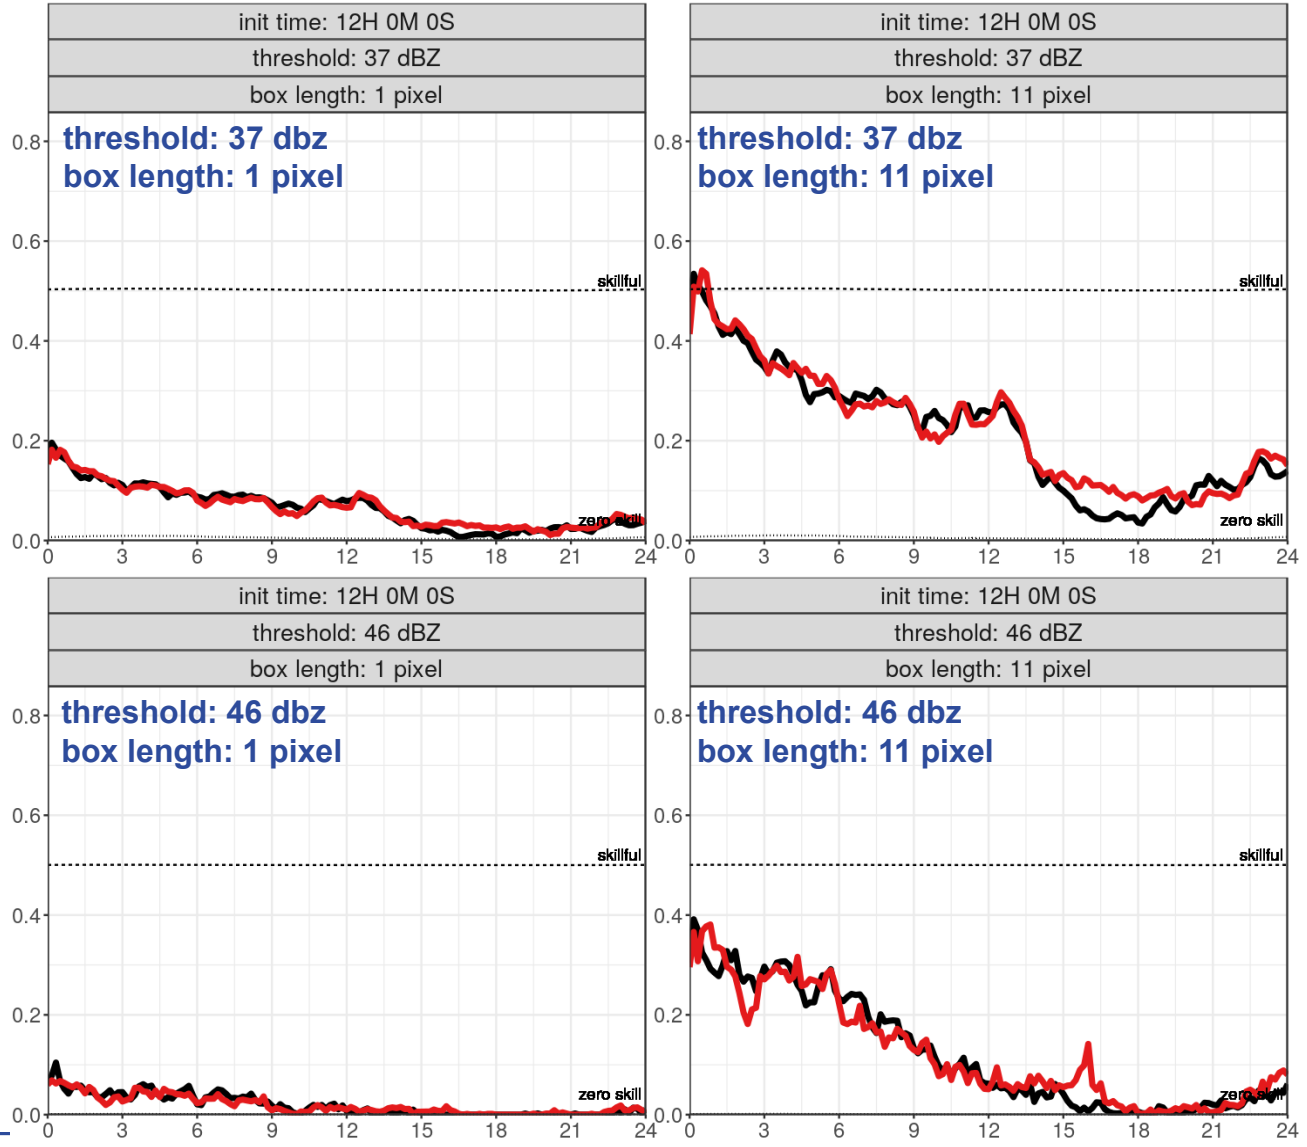 init time: 12H 0M 0S
threshold: 37 dBZ
box length: 1 pixel
threshold: 37 dbz
box length: 1 pixel
0.8
0.6
skillful
0.4
0.2
zero skill
0.0
0 3 6 9 12 15 18 21 24
init time: 12H 0M 0S
threshold: 37 dBZ
box length: 11 pixel
threshold: 37 dbz
box length: 11 pixel
0.8
0.6
skillful
0.4
0.2
zero skill
0.0
0 3 6 9 12 15 18 21 24
init time: 12H 0M 0S
threshold: 46 dBZ
box length: 1 pixel
threshold: 46 dbz
box length: 1 pixel
0.8
0.6
skillful
0.4
0.2
zero skill
0.0
0 3 6 9 12 15 18 21 24
init time: 12H 0M 0S
threshold: 46 dBZ
box length: 11 pixel
threshold: 46 dbz
box length: 11 pixel
0.8
0.6
skillful
0.4
0.2
zero skill
0.0
0 3 6 9 12 15 18 21 24